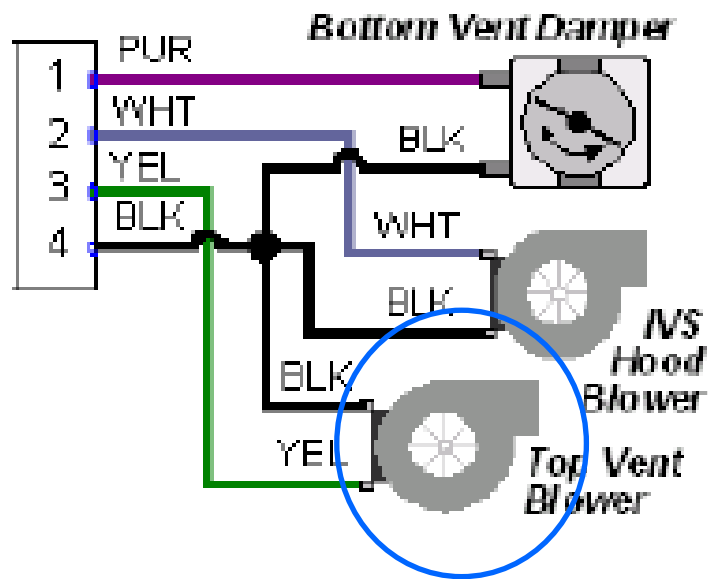 Bottom Vent Damper
1
PUR
2
WHT
BLK
3
YEL
BLK
4
WHT
BLK
IVS
Hood
Blower
BLK
YEL
Top Vent
Blower